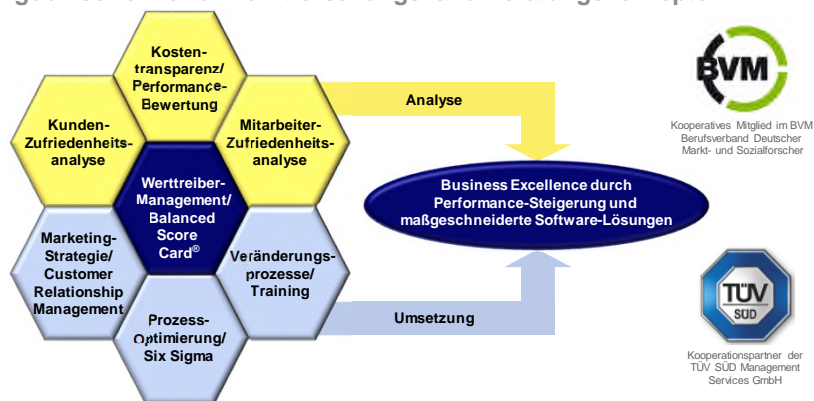 Kosten-
transparenz/
Performance-
Bewertung
Kunden-
Zufriedenheits-
analyse
Mitarbeiter-
Zufriedenheits-
analyse
Werttreiber-
Management/
Balanced
Score
Card®
Marketing-
Strategie/
Customer
Relationship
Management
Veränderungs-
prozesse/
Training
Prozess-
Optimierung/
Six Sigma
Analyse
Business Excellence durch
Performance-Steigerung und
maßgeschneiderte Software-Lösungen
Umsetzung
BVM
Kooperatives Mitglied im BVM
Berufsverband Deutscher
Markt- und Sozialforscher
TÜV
SÜD
Kooperationspartner der
TÜV SÜD Management
Services GmbH